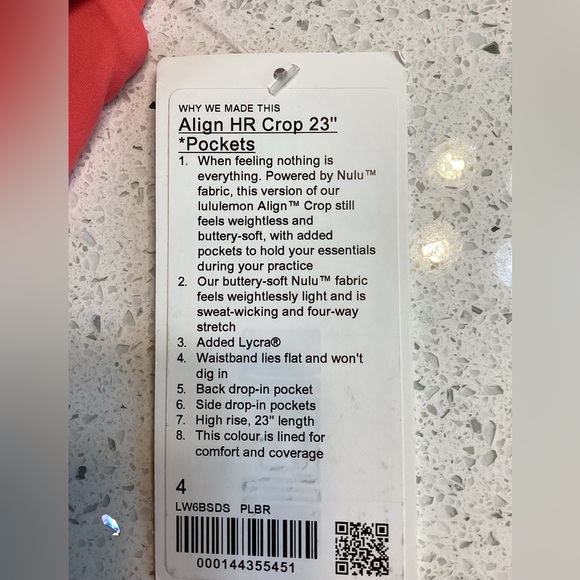 WHY WE MADE THIS
Align HR Crop 23"
*Pockets
1. When feeling nothing is
everything. Powered by Nulu™
fabric, this version of our
lululemon Align™ Crop still
feels weightless and
buttery-soft, with added
pockets to hold your essentials
during your practice
2. Our buttery-soft Nulu™ fabric
feels weightlessly light and is
sweat-wicking and four-way
stretch
3. Added Lycra®
4. Waistband lies flat and won't
dig in
5. Back drop-in pocket
6. Side drop-in pockets
7. High rise, 23" length
8. This colour is lined for
comfort and coverage
4
LW6BSDS PLBR
000144355451